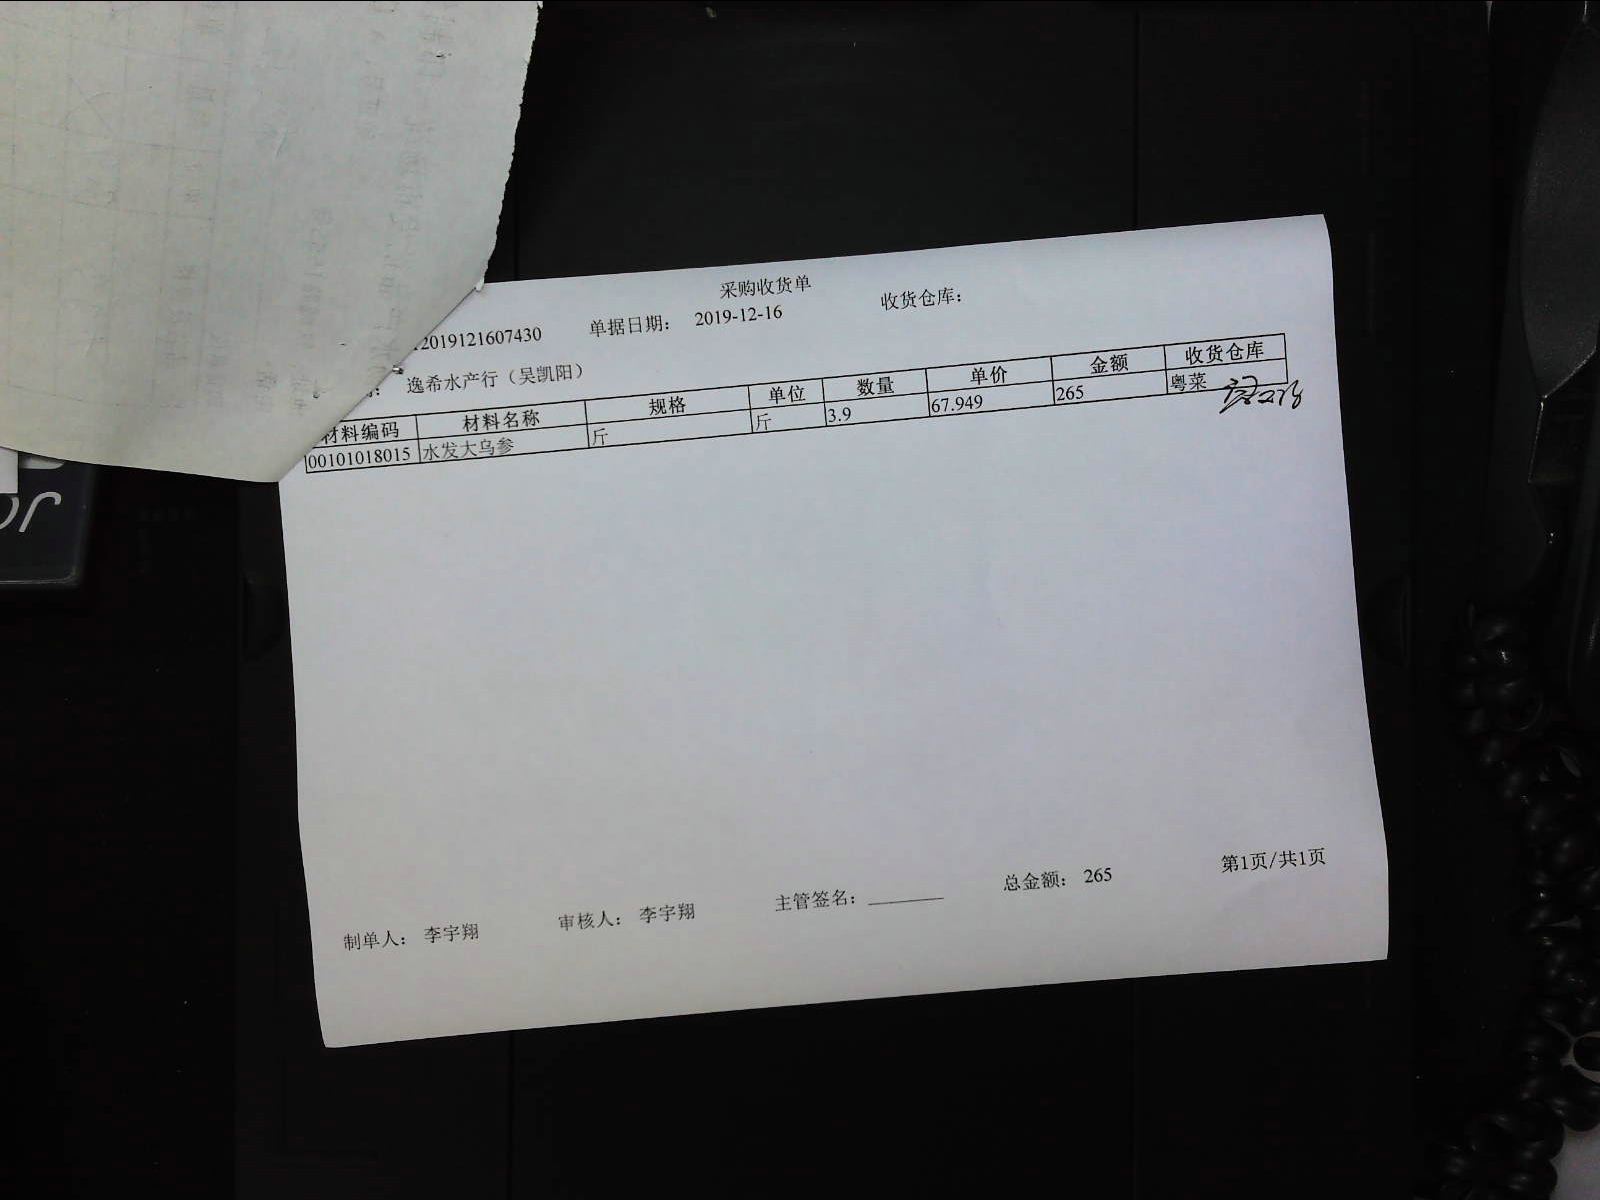 采购收货单
2019121607430 单据日期： 2019-12-16 收货仓库：
逸希水产行（吴凯阳）
材料编码 材料名称 规格 单位 数量 单价 金额 收货仓库
00101018015 水发大乌参 斤 斤 3.9 67.949 265 粤菜
制单人： 李宇翔 审核人： 李宇翔 主管签名： 总金额： 265 第1页/共1页